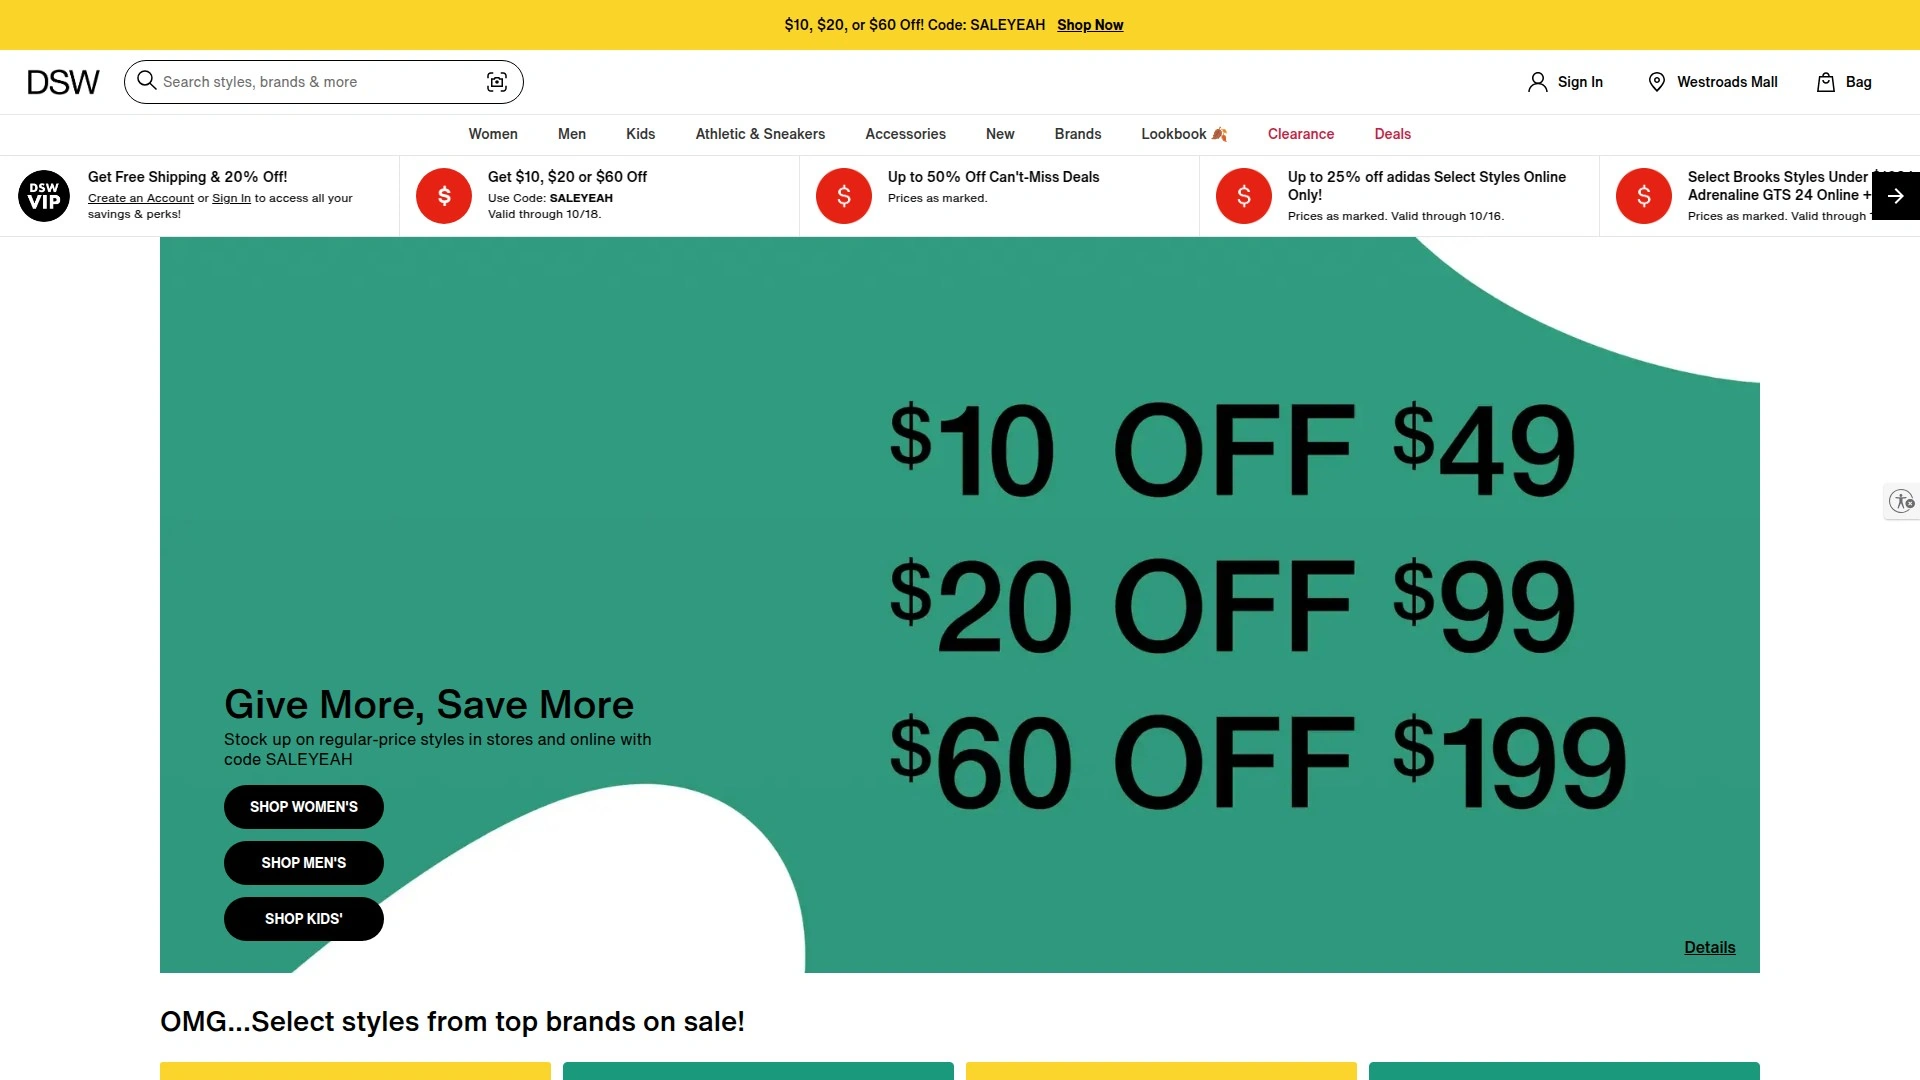 $10, $20, or $60 Off! Code: SALEYEAH Shop Now
DSW
Search styles, brands & more
Sign In
Westroads Mall
Bag
Women
Men
Kids
Athletic & Sneakers
Accessories
New
Brands
Lookbook 🍂
Clearance
Deals
DSW
VIP
Get Free Shipping & 20% Off!
Create an Account or Sign In to access all your
savings & perks!
$
Get $10, $20 or $60 Off
Use Code: SALEYEAH
Valid through 10/18.
$
Up to 50% Off Can't-Miss Deals
Prices as marked.
$
Up to 25% off adidas Select Styles Online
Only!
Prices as marked. Valid through 10/16.
$
Select Brooks Styles Under
Adrenaline GTS 24 Online +
Prices as marked. Valid through
$10 OFF $49
$20 OFF $99
$60 OFF $199
Give More, Save More
Stock up on regular-price styles in stores and online with
code SALEYEAH
SHOP WOMEN'S
SHOP MEN'S
SHOP KIDS'
Details
OMG...Select styles from top brands on sale!